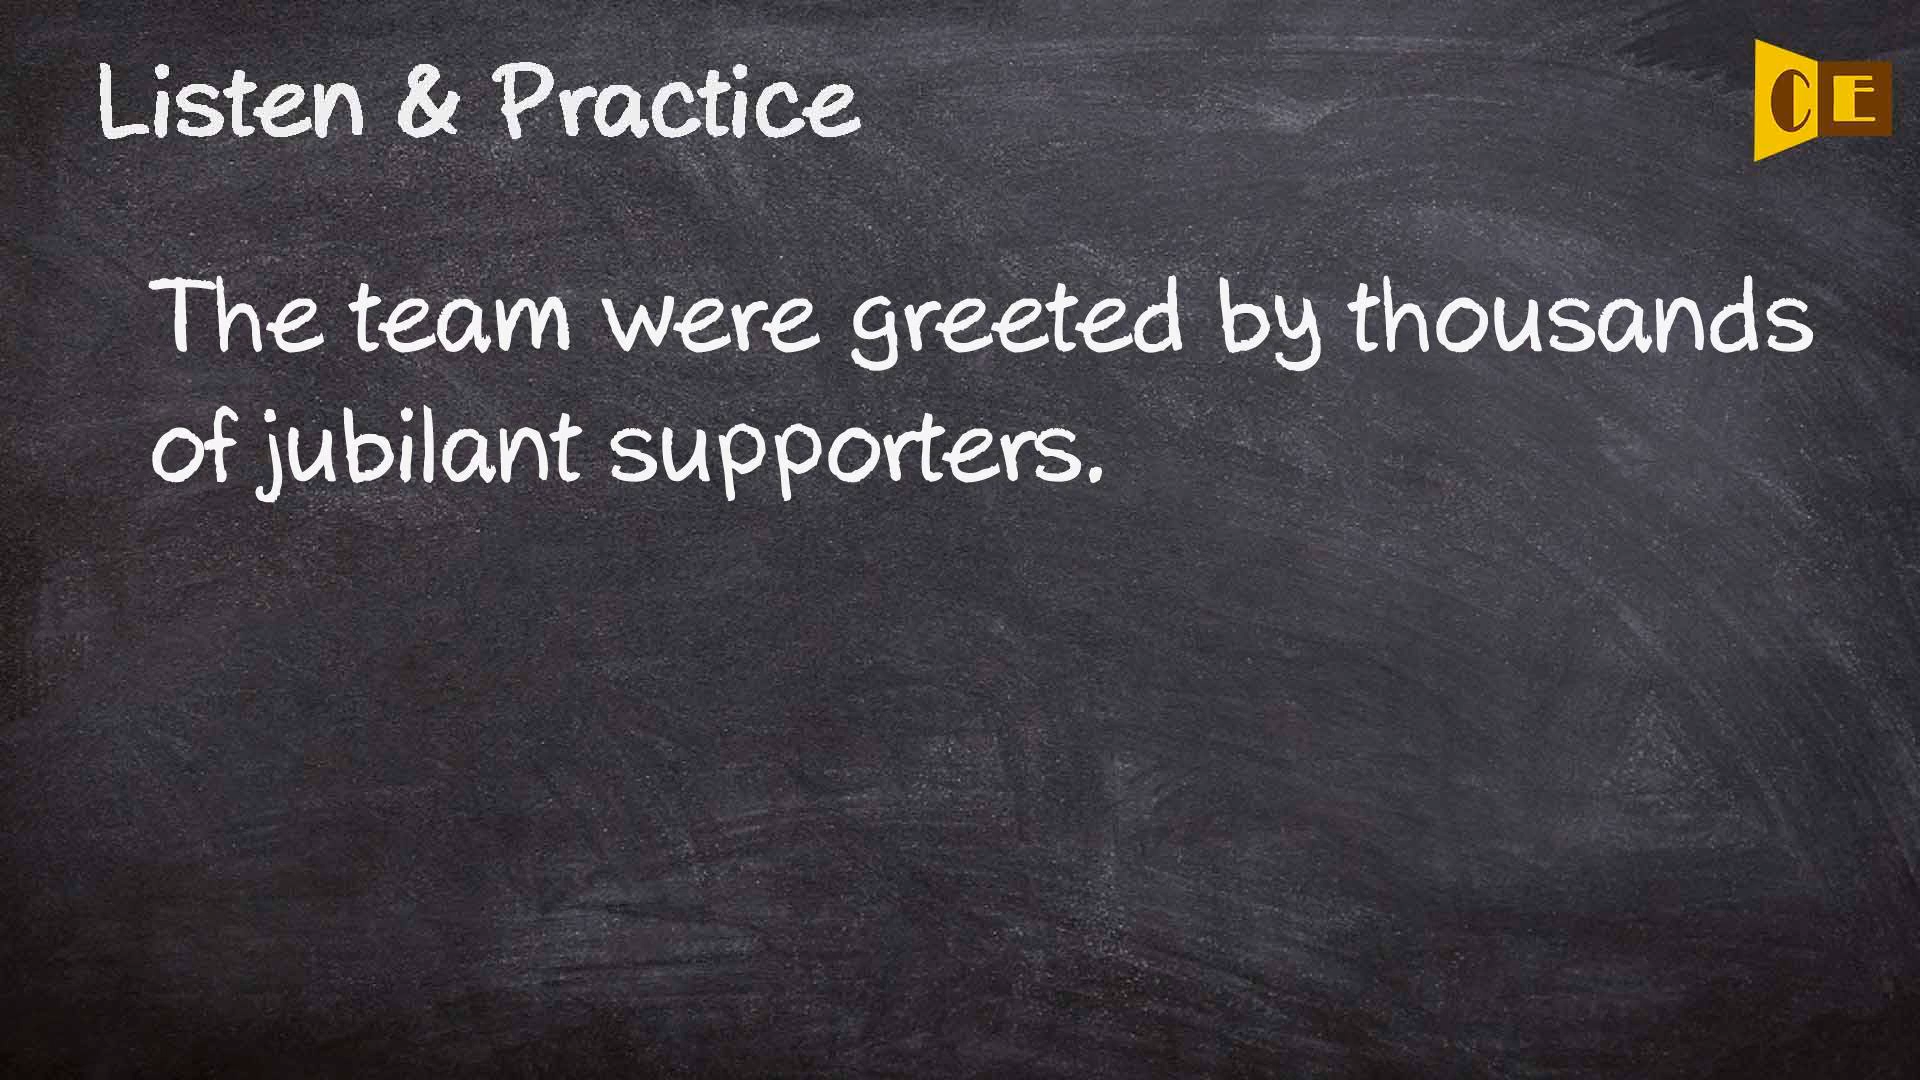 Listen & Practice
CE
The team were greeted by thousands
of jubilant supporters.